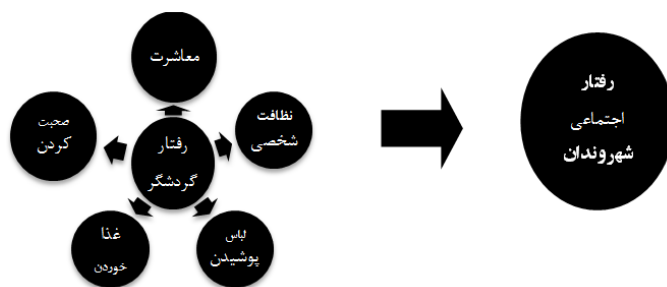 معاشرت
نظافت
شخصی
صحبت
کردن
رفتار
گردشگر
غذا
خوردن
لباس
پوشیدن
رفتار
اجتماعی
شهروندان